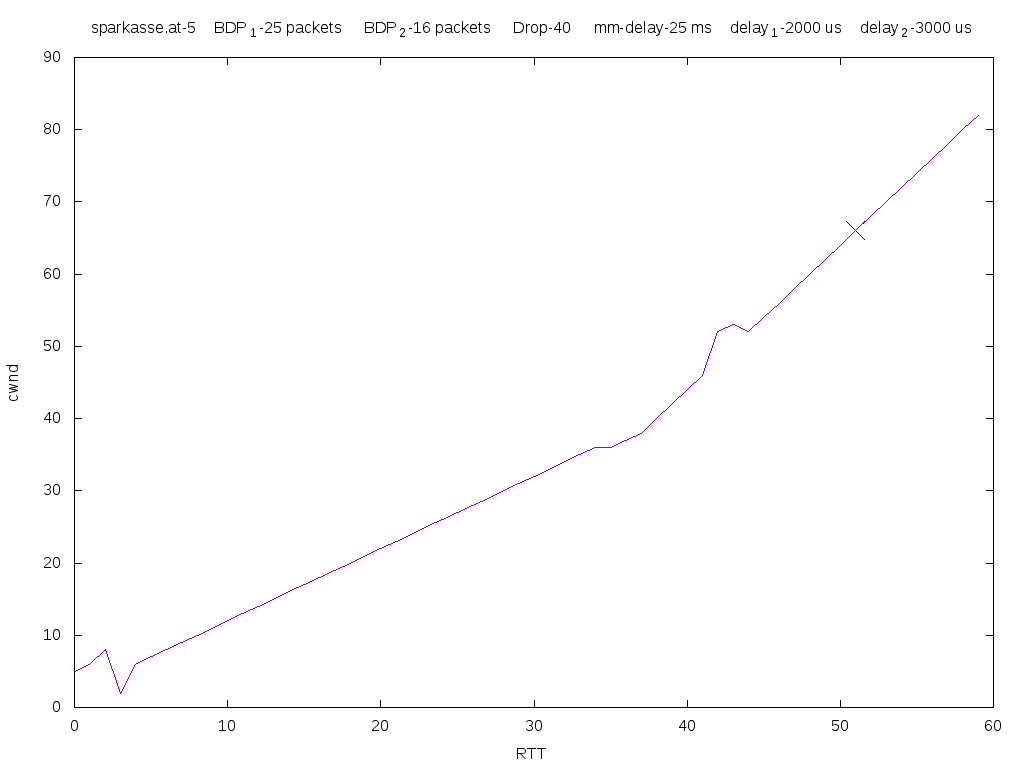 sparkasse.at-5 BDP1-25 packets BDP2-16 packets Drop-40 mm-delay-25 ms delay1-2000 us delay2-3000 us
90
80
70
60
50
40
30
20
10
0
cwnd
0 10 20 30 40 50 60
RTT